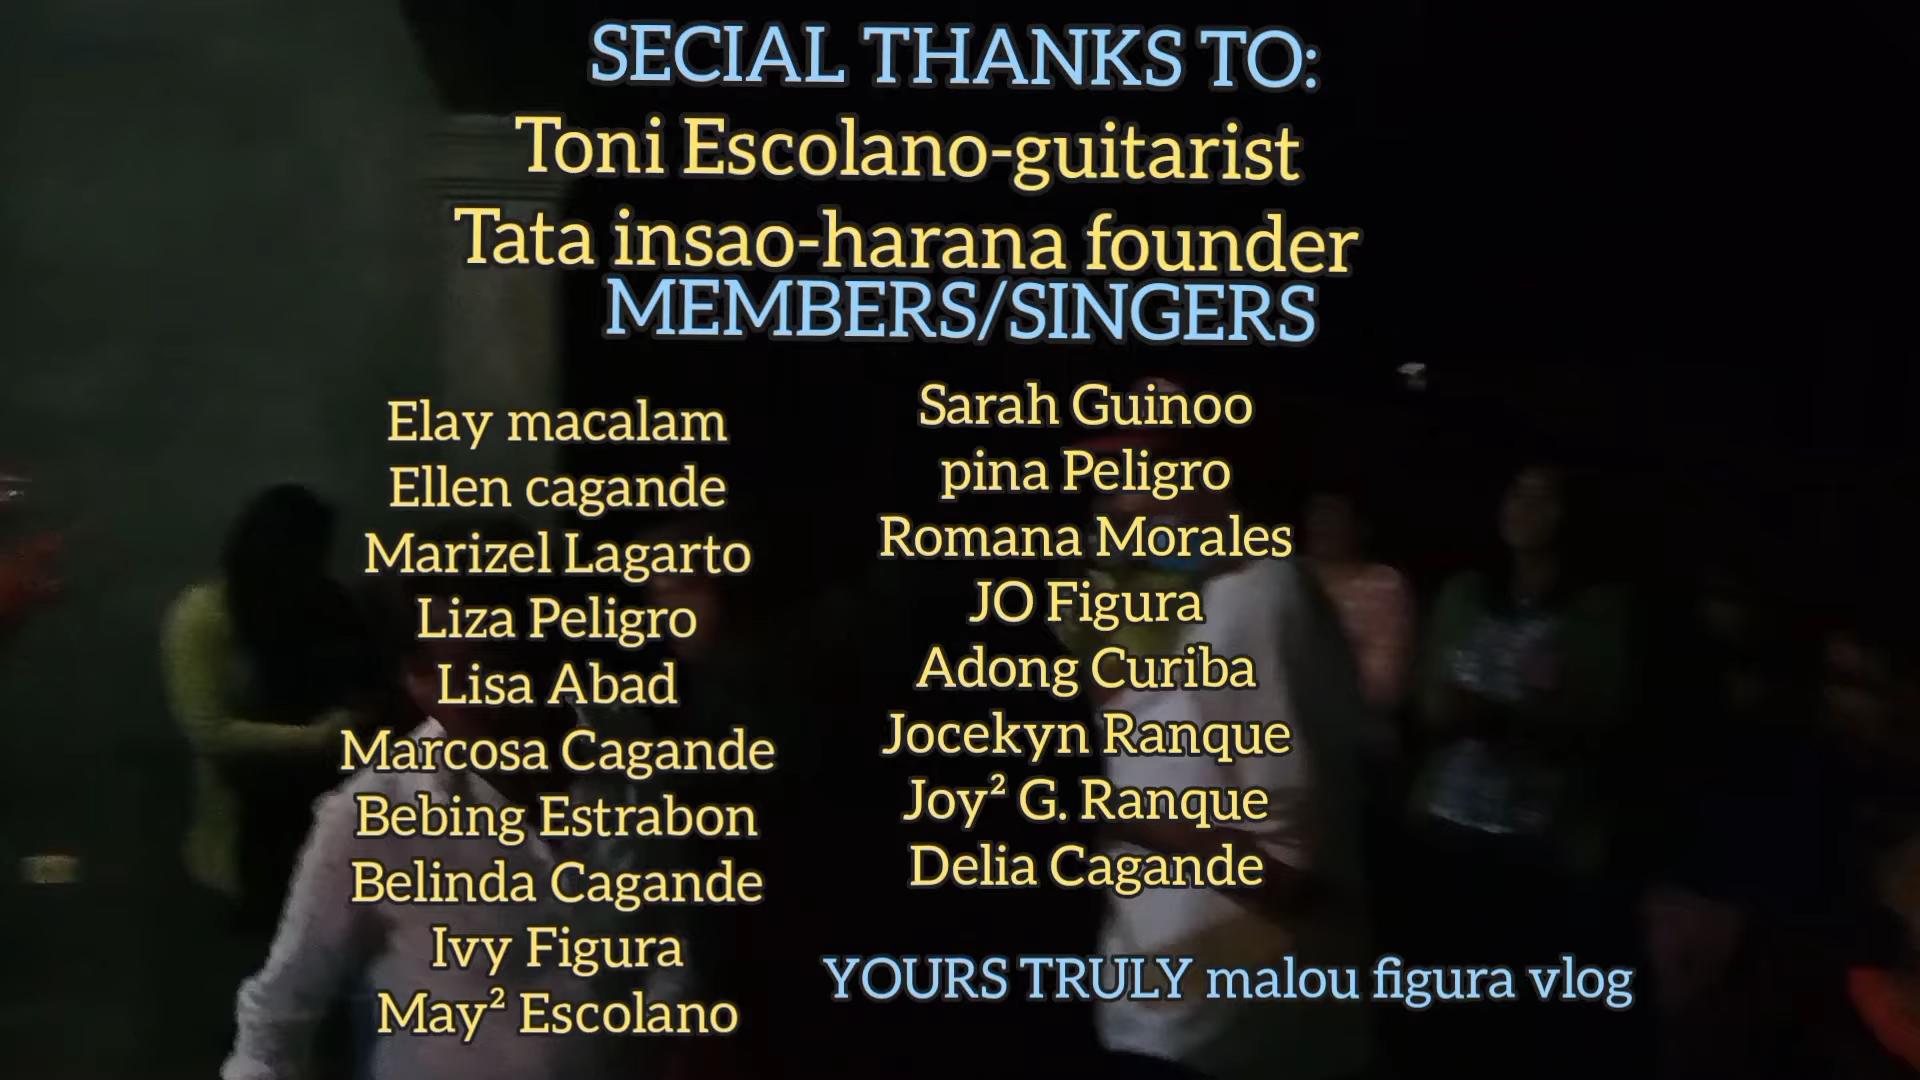 SECIAL THANKS TO:
Toni Escolano-guitarist
Tata insao-harana founder
MEMBERS/SINGERS
Elay macalam
Ellen cagande
Marizel Lagarto
Liza Peligro
Lisa Abad
Marcosa Cagande
Bebing Estrabon
Belinda Cagande
Ivy Figura
May² Escolano
Sarah Guinoo
pina Peligro
Romana Morales
JO Figura
Adong Curiba
Jocekyn Ranque
Joy² G. Ranque
Delia Cagande
YOURS TRULY malou figura vlog